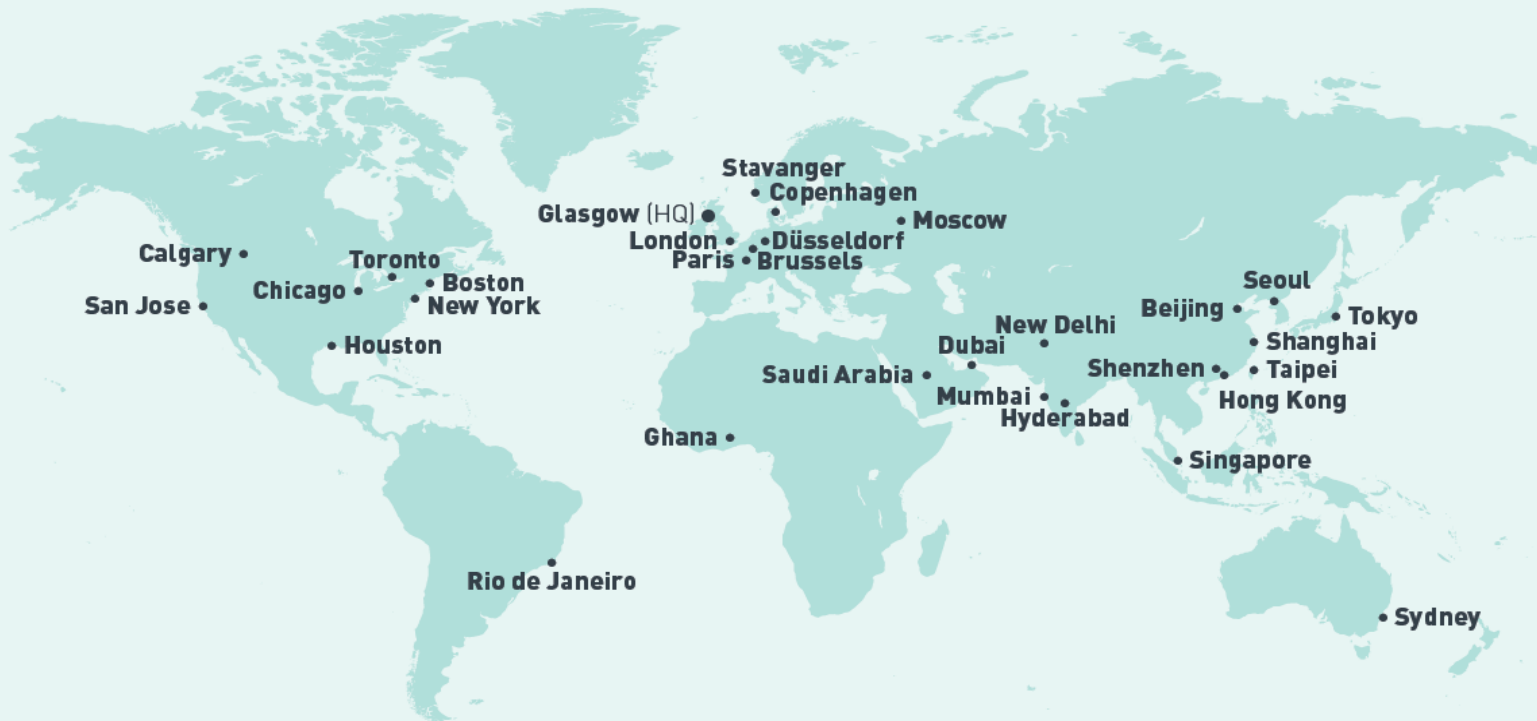 Stavanger
Copenhagen
Glasgow (HQ)
Moscow
London
Düsseldorf
Paris
Brussels
Calgary
Toronto
Boston
Chicago
New York
San Jose
Houston
Seoul
Beijing
Tokyo
New Delhi
Shanghai
Dubai
Shenzhen
Taipei
Saudi Arabia
Mumbai
Hong Kong
Hyderabad
Ghana
Singapore
Rio de Janeiro
Sydney